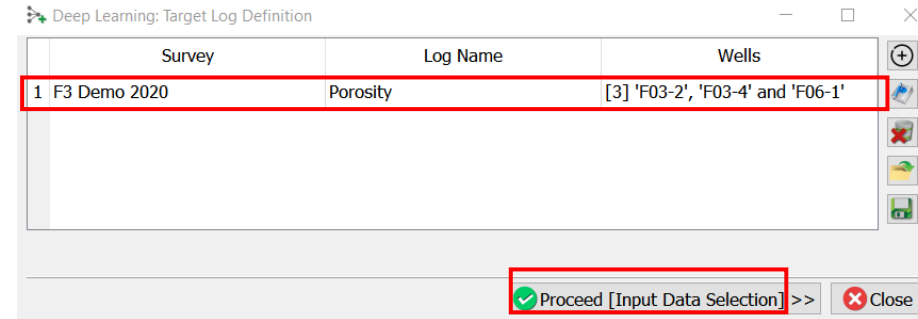 Deep Learning: Target Log Definition
Survey Log Name Wells
1 F3 Demo 2020 Porosity [3] 'F03-2', 'F03-4' and 'F06-1'
Proceed [Input Data Selection] >> Close